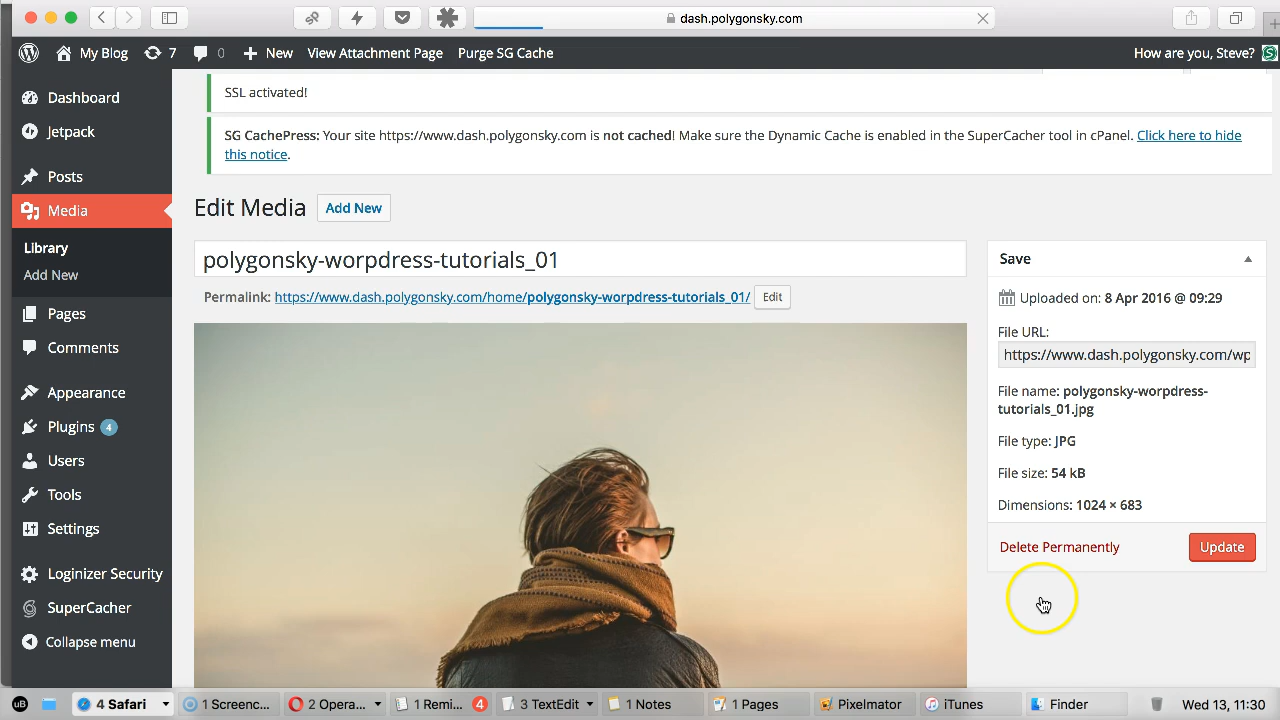 dash.polygonsky.com
My Blog 7 0 New View Attachment Page Purge SG Cache How are you, Steve?
SSL activated!
SG CachePress: Your site https://www.dash.polygonsky.com is not cached! Make sure the Dynamic Cache is enabled in the SuperCacher tool in cPanel. Click here to hide
this notice.
Dashboard
Jetpack
Posts
Media
Library
Add New
Pages
Comments
Appearance
Plugins 4
Users
Tools
Settings
Loginizer Security
SuperCacher
Collapse menu
Edit Media Add New
polygonsky-worpdress-tutorials_01
Permalink: https://www.dash.polygonsky.com/home/polygonsky-worpdress-tutorials_01/ Edit
Save
Uploaded on: 8 Apr 2016 @ 09:29
File URL:
https://www.dash.polygonsky.com/wp
File name: polygonsky-worpdress-
tutorials_01.jpg
File type: JPG
File size: 54 kB
Dimensions: 1024 × 683
Delete Permanently Update
4 Safari 1 Screenc... 2 Opera... 1 Remi... 4 3 TextEdit 1 Notes 1 Pages Pixelmator iTunes Finder Wed 13, 11:30